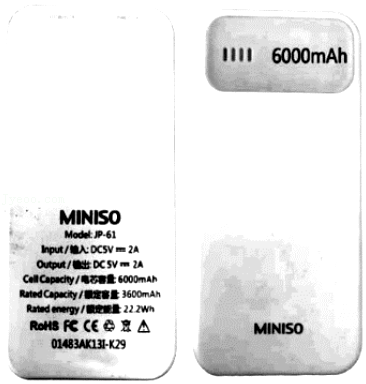 MINISO
Model: JP-61
Input / 输入: DC5V ⎓ 2A
Output / 输出: DC 5V ⎓ 2A
Cell Capacity / 电芯容量: 6000mAh
Rated Capacity / 额定容量: 3600mAh
Rated energy / 额定能量: 22.2Wh
RoHS FC CE
01483AK13I-K29
6000mAh
MINISO